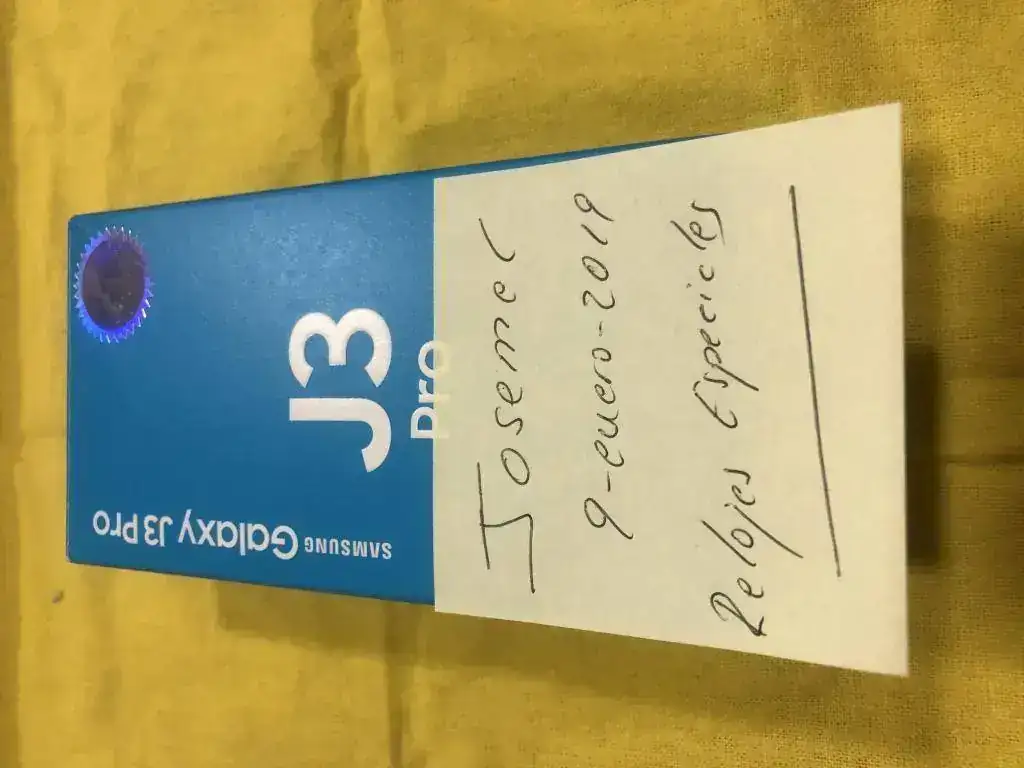 SAMSUNG Galaxy J3 Pro
J3
Pro
Josemec
9-enero-2019
Relojes Especiales